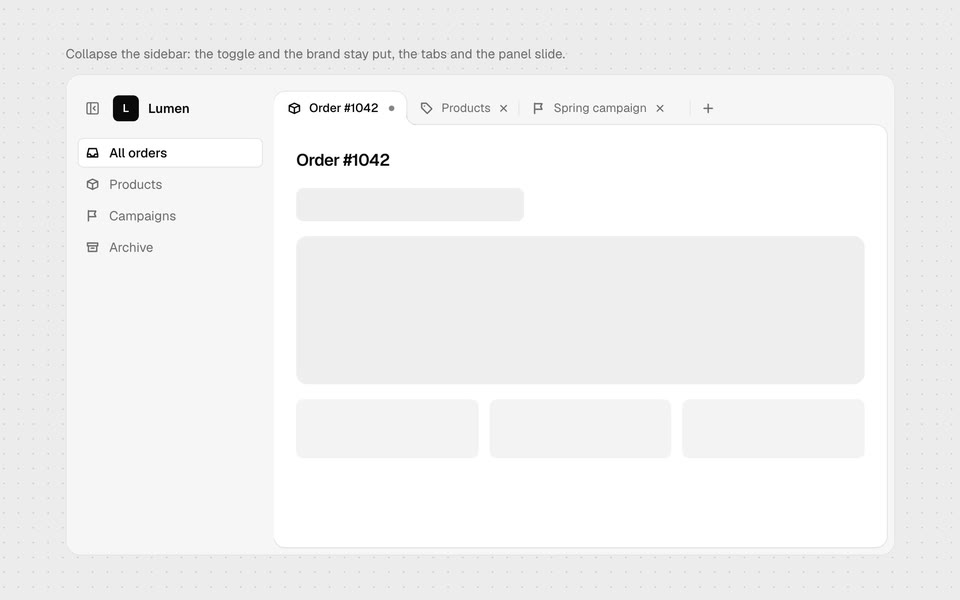 Collapse the sidebar: the toggle and the brand stay put, the tabs and the panel slide.
L Lumen
Order #1042 Products Spring campaign
All orders
Products
Campaigns
Archive
Order #1042